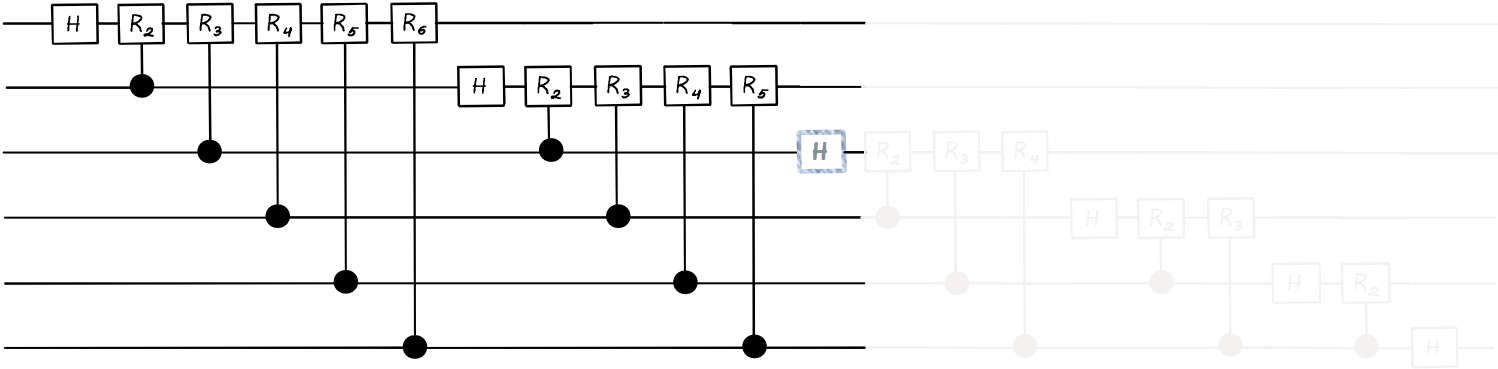 H R₂ R₃ R₄ R₅ R₆
H R₂ R₃ R₄ R₅
H R₂ R₃ R₄
H R₂ R₃
H R₂
H